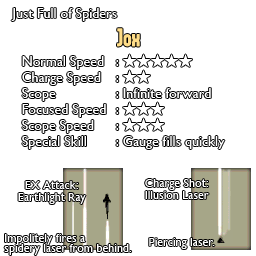 Just Full of Spiders
Jox
Normal Speed : ☆☆☆☆☆☆
Charge Speed : ☆☆
Scope : Infinite forward
Focused Speed : ☆☆☆
Scope Speed : ☆☆☆
Special Skill : Gauge fills quickly
EX Attack:
Earthlight Ray
Impolitely fires a
spidery laser from behind.
Charge Shot:
Illusion Laser
Piercing laser.